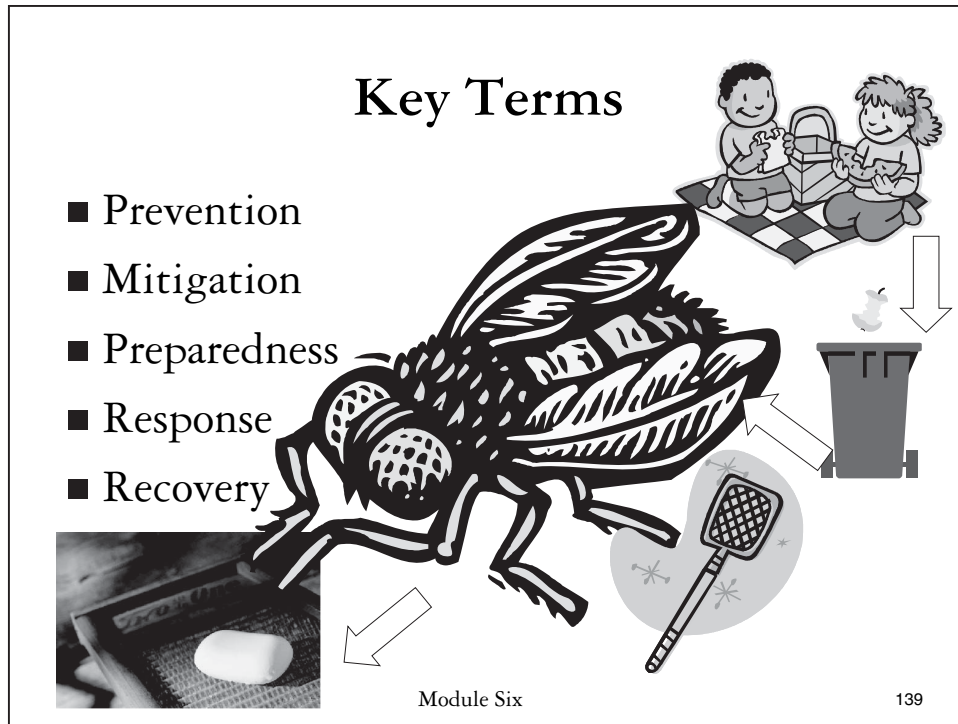 Key Terms
Prevention
Mitigation
Preparedness
Response
Recovery
Module Six
139